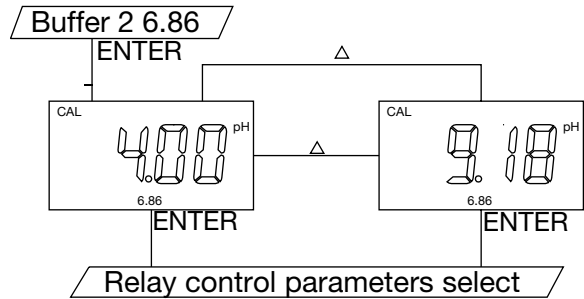 Buffer 2 6.86
ENTER
△
CAL
4.00 pH
6.86
ENTER
△
CAL
9.18 pH
6.86
ENTER
Relay control parameters select